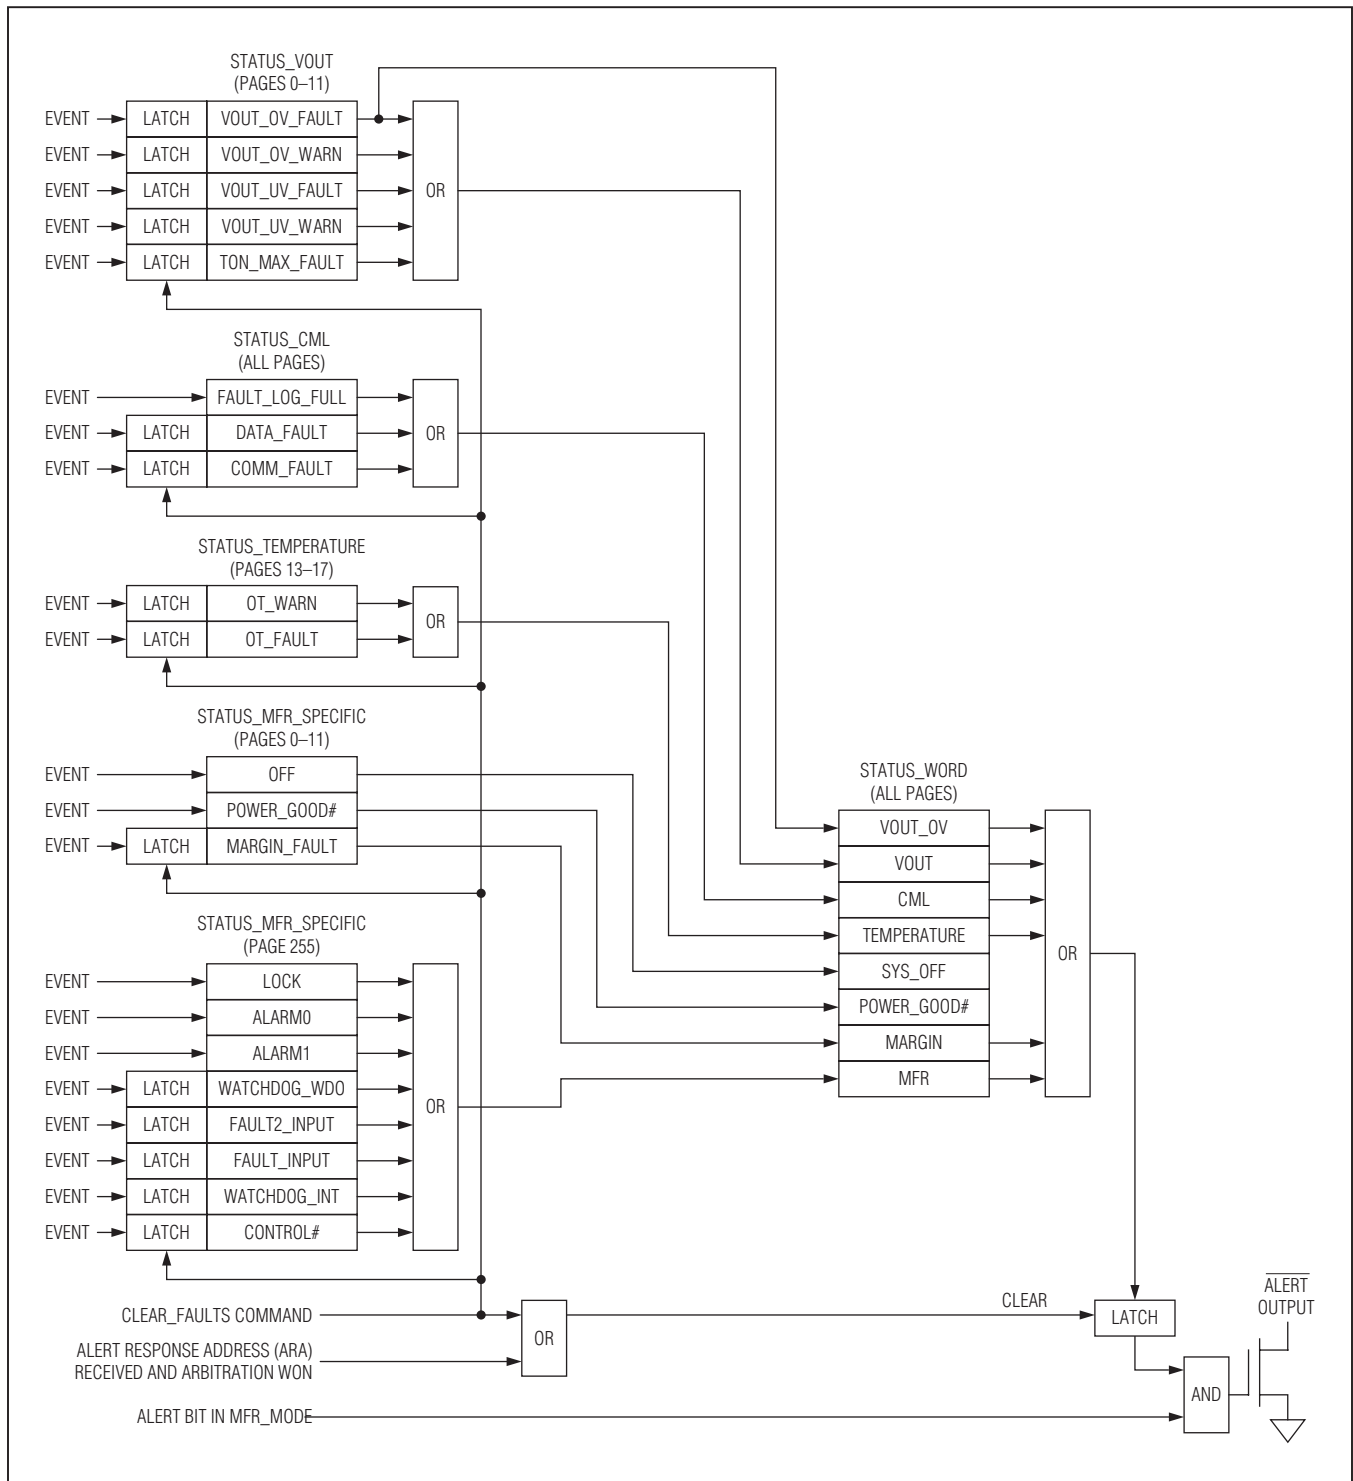 STATUS_VOUT
(PAGES 0–11)
EVENT LATCH VOUT_OV_FAULT
EVENT LATCH VOUT_OV_WARN
EVENT LATCH VOUT_UV_FAULT OR
EVENT LATCH VOUT_UV_WARN
EVENT LATCH TON_MAX_FAULT
STATUS_CML
(ALL PAGES)
EVENT FAULT_LOG_FULL
EVENT LATCH DATA_FAULT OR
EVENT LATCH COMM_FAULT
STATUS_TEMPERATURE
(PAGES 13–17)
EVENT LATCH OT_WARN
OR
EVENT LATCH OT_FAULT
STATUS_MFR_SPECIFIC
(PAGES 0–11)
EVENT OFF
EVENT POWER_GOOD#
EVENT LATCH MARGIN_FAULT
STATUS_WORD
(ALL PAGES)
VOUT_OV
VOUT
CML
TEMPERATURE
SYS_OFF
POWER_GOOD#
MARGIN
MFR
OR
STATUS_MFR_SPECIFIC
(PAGE 255)
EVENT LOCK
EVENT ALARM0
EVENT ALARM1
EVENT LATCH WATCHDOG_WDO
OR
EVENT LATCH FAULT2_INPUT
EVENT LATCH FAULT_INPUT
EVENT LATCH WATCHDOG_INT
EVENT LATCH CONTROL#
CLEAR_FAULTS COMMAND
OR
CLEAR
LATCH
ALERT
OUTPUT
ALERT RESPONSE ADDRESS (ARA)
RECEIVED AND ARBITRATION WON
AND
ALERT BIT IN MFR_MODE